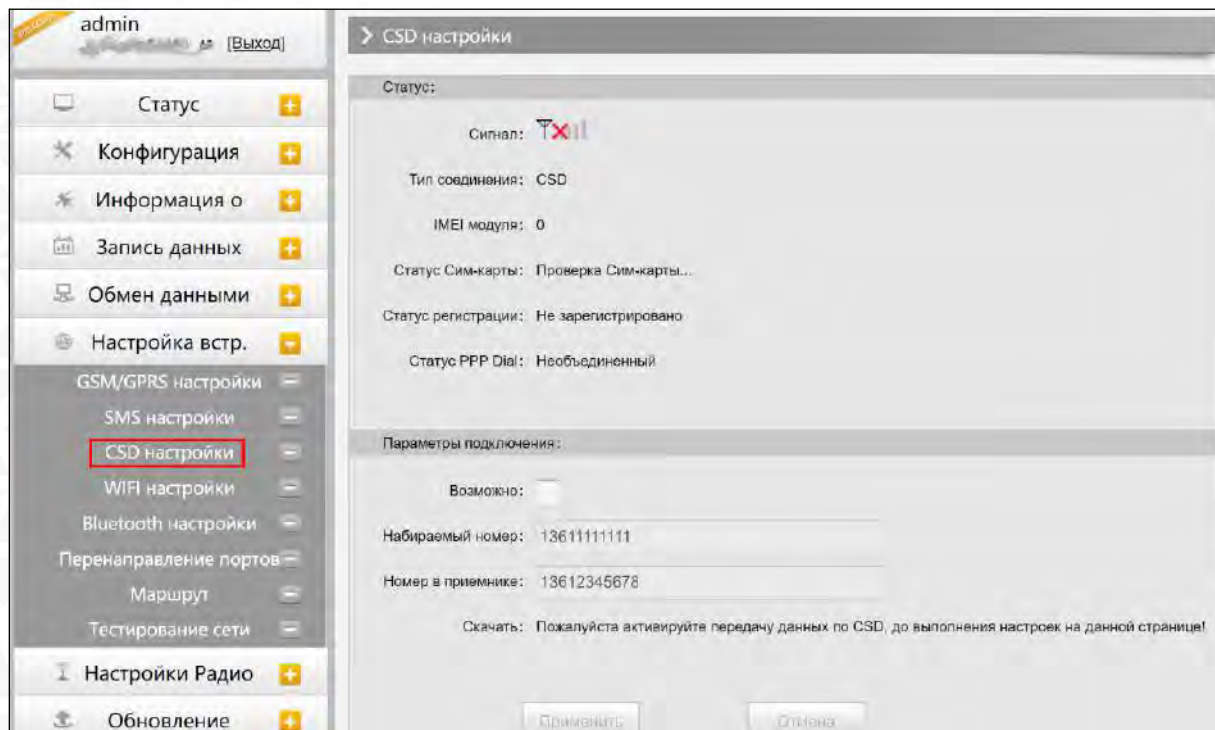 admin
[Выход]
CSD настройки
Статус
Конфигурация
Информация о
Запись данных
Обмен данными
Настройка встр.
GSM/GPRS настройки
SMS настройки
CSD настройки
WIFI настройки
Bluetooth настройки
Перенаправление портов
Маршрут
Тестирование сети
Настройки Радио
Обновление
Статус:
Сигнал:
Тип соединения: CSD
IMEI модуля: 0
Статус Сим-карты: Проверка Сим-карты...
Статус регистрации: Не зарегистрировано
Статус PPP Dial: Необъединенный
Параметры подключения:
Возможно:
Набираемый номер: 13611111111
Номер в приемнике: 13612345678
Скачать: Пожалуйста активируйте передачу данных по CSD, до выполнения настроек на данной странице!
Применить
Отмена